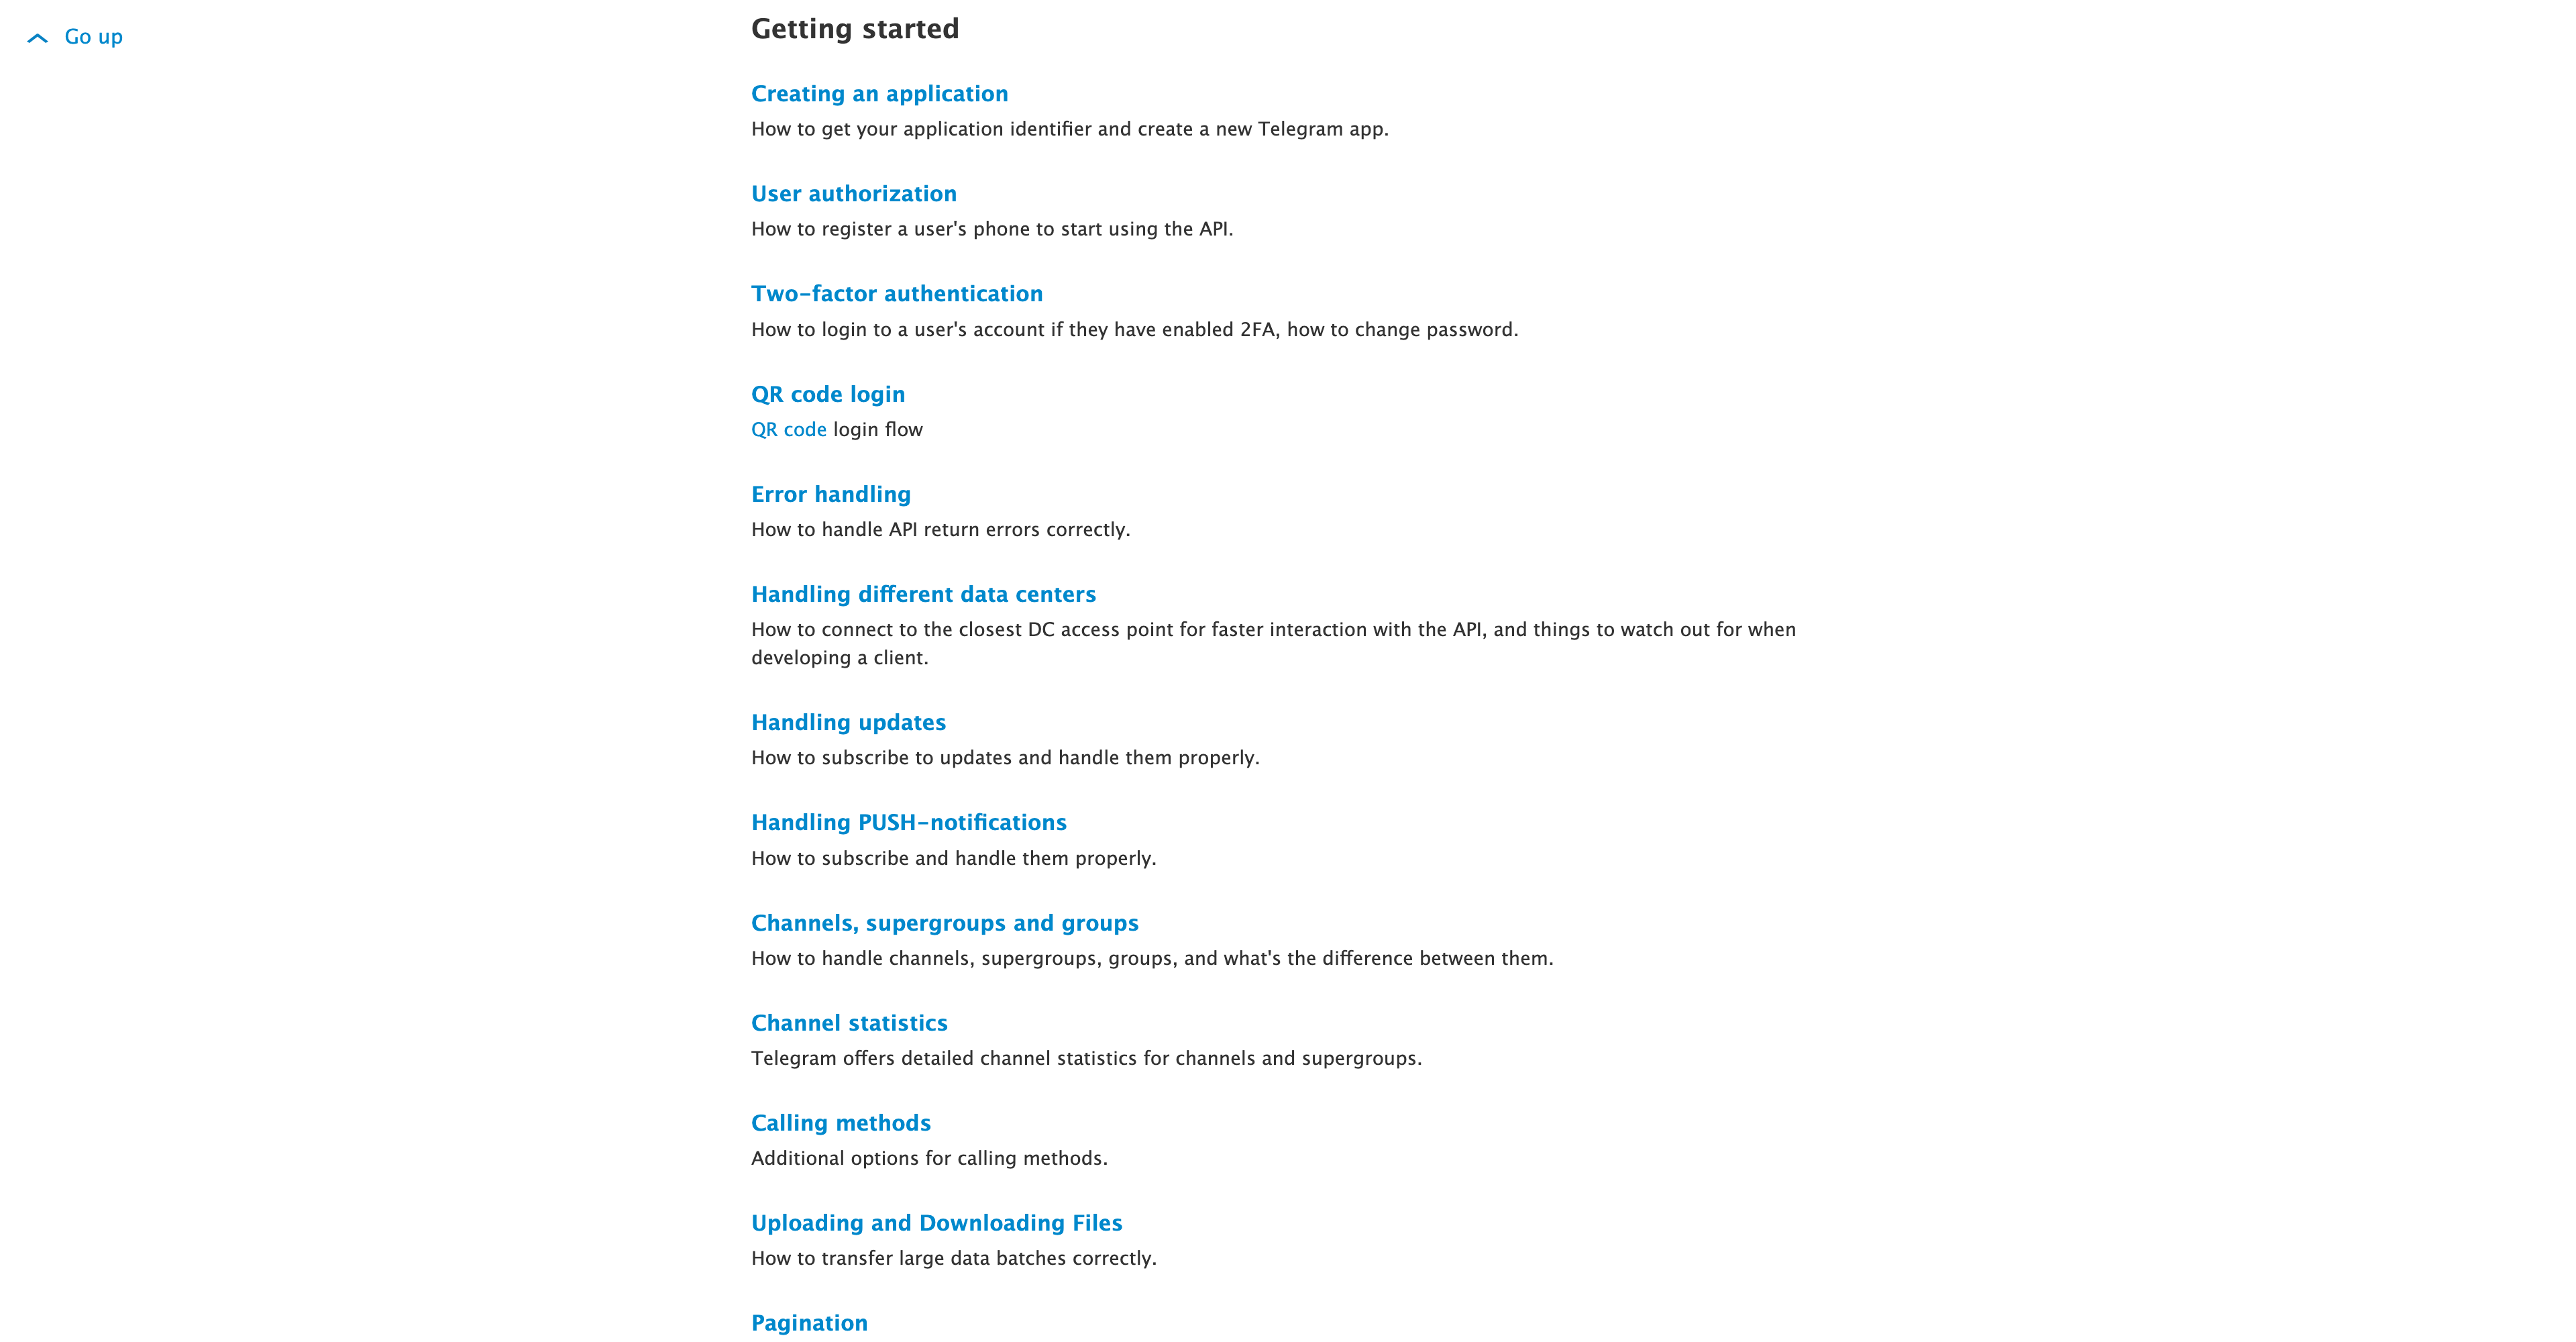 Go up
Getting started
Creating an application
How to get your application identifier and create a new Telegram app.
User authorization
How to register a user's phone to start using the API.
Two-factor authentication
How to login to a user's account if they have enabled 2FA, how to change password.
QR code login
QR code login flow
Error handling
How to handle API return errors correctly.
Handling different data centers
How to connect to the closest DC access point for faster interaction with the API, and things to watch out for when
developing a client.
Handling updates
How to subscribe to updates and handle them properly.
Handling PUSH-notifications
How to subscribe and handle them properly.
Channels, supergroups and groups
How to handle channels, supergroups, groups, and what's the difference between them.
Channel statistics
Telegram offers detailed channel statistics for channels and supergroups.
Calling methods
Additional options for calling methods.
Uploading and Downloading Files
How to transfer large data batches correctly.
Pagination